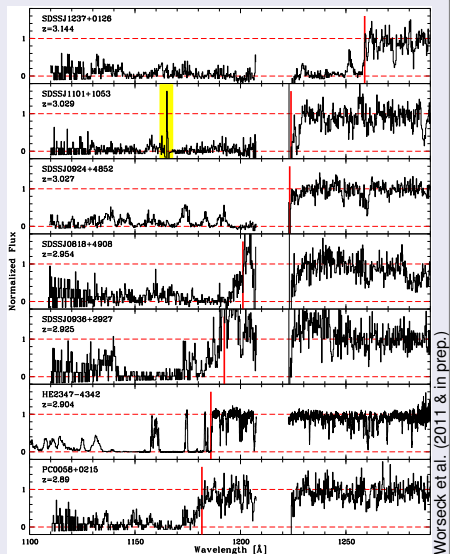 SDSSJ1237+0126
z=3.144
1
0
SDSSJ1101+1053
z=3.029
1
0
SDSSJ0924+4852
z=3.027
1
0
SDSSJ0818+4908
z=2.954
1
0
SDSSJ0936+2927
z=2.925
1
0
HE2347-4342
z=2.904
1
0
PC0058+0215
z=2.89
1
0
1100
1150
1200
1250
Wavelength [Å]
Normalized Flux
Worseck et al. (2011 & in prep.)